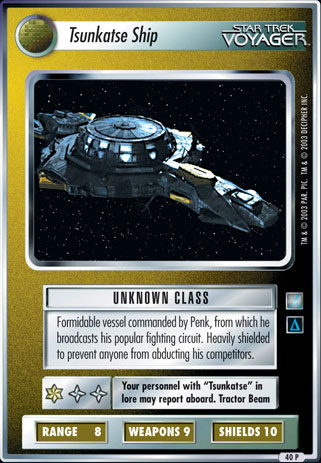 Tsunkatse Ship
STAR TREK
VOYAGER™
TM & © 2003 PAR. PIC. TM & © 2003 DECIPHER INC.
UNKNOWN CLASS
Formidable vessel commanded by Penk, from which he
broadcasts his popular fighting circuit. Heavily shielded
to prevent anyone from abducting his competitors.
Δ
Your personnel with "Tsunkatse" in
lore may report aboard. Tractor Beam
RANGE 8 WEAPONS 9 SHIELDS 10
40 P